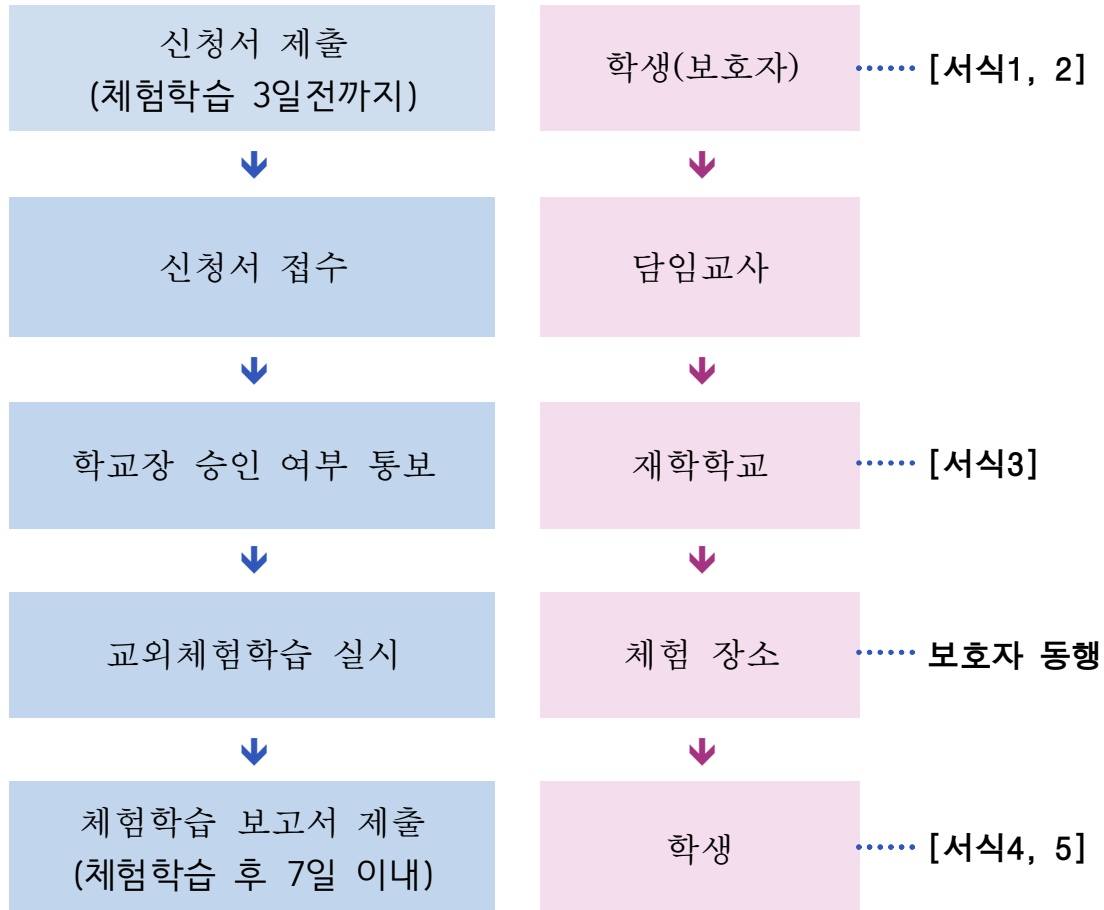 신청서 제출
(체험학습 3일전까지)
학생(보호자)
[서식1, 2]
신청서 접수
담임교사
학교장 승인 여부 통보
재학학교
[서식3]
교외체험학습 실시
체험 장소
보호자 동행
체험학습 보고서 제출
(체험학습 후 7일 이내)
학생
[서식4, 5]